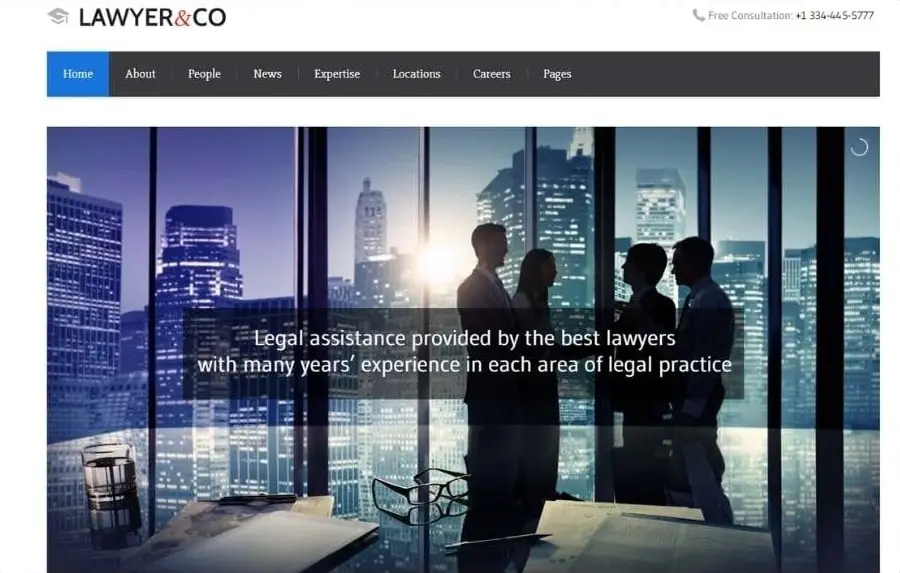 LAWYER&CO
Free Consultation: +1 334-445-5777
Home About People News Expertise Locations Careers Pages
Legal assistance provided by the best lawyers
with many years’ experience in each area of legal practice